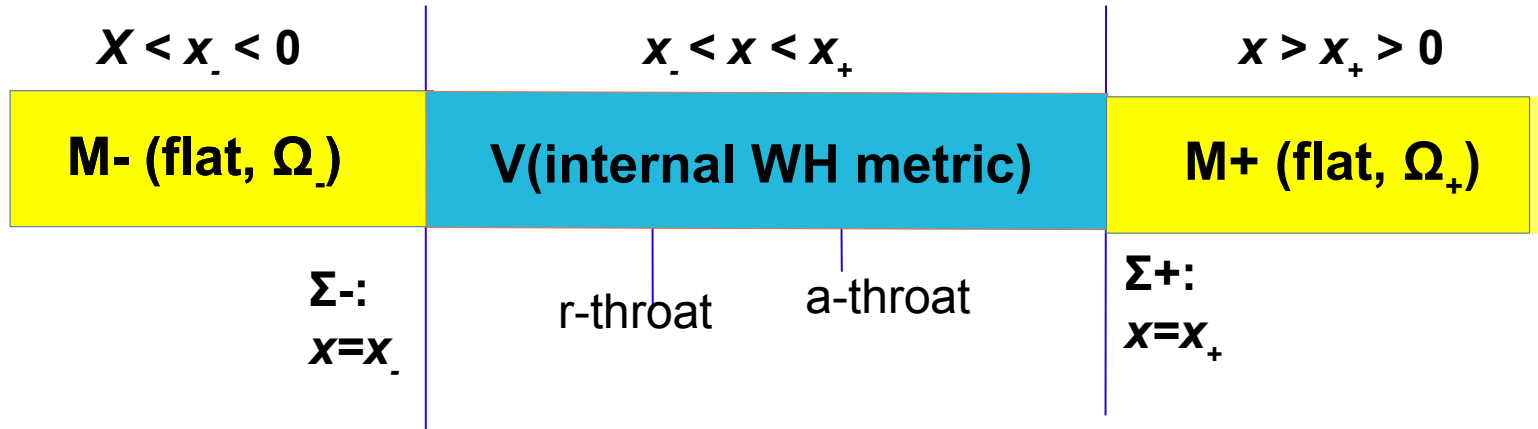 X < x₋ < 0
x₋ < x < x₊
x > x₊ > 0
M- (flat, Ω₋)
V(internal WH metric)
M+ (flat, Ω₊)
Σ-:
x=x₋
r-throat
a-throat
Σ+:
x=x₊